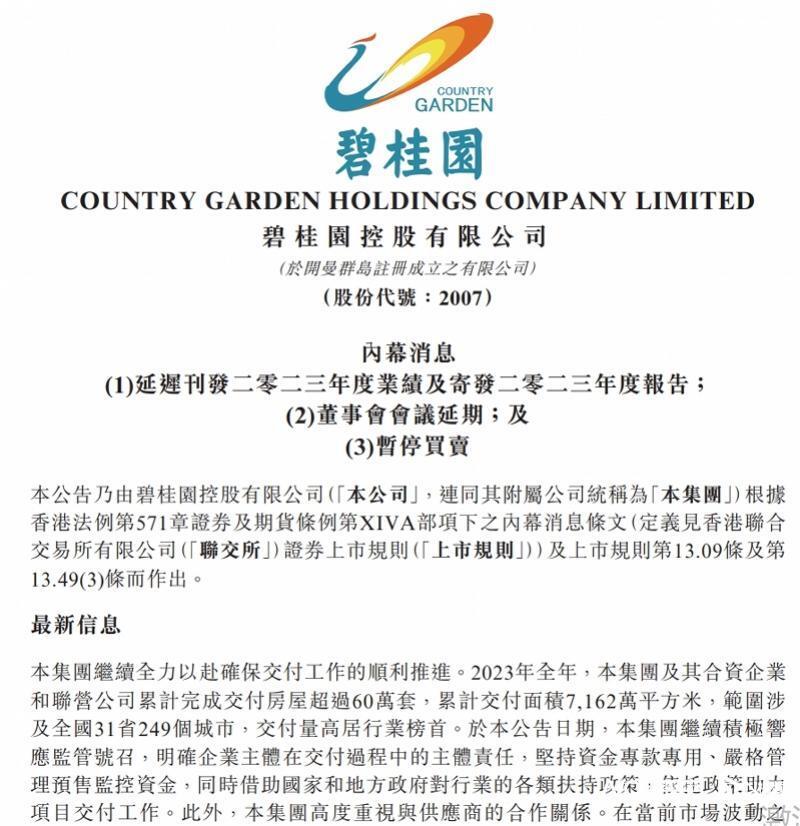 COUNTRY
GARDEN
碧桂園
COUNTRY GARDEN HOLDINGS COMPANY LIMITED
碧桂園控股有限公司
(於開曼群島註冊成立之有限公司)
(股份代號：2007)
內幕消息
(1)延遲刊發二零二三年度業績及寄發二零二三年度報告；
(2)董事會會議延期；及
(3)暫停買賣
本公告乃由碧桂園控股有限公司(「本公司」，連同其附屬公司統稱為「本集團」)根據
香港法例第571章證券及期貨條例第XIVA部項下之內幕消息條文(定義見香港聯合
交易所有限公司(「聯交所」)證券上市規則(「上市規則」))及上市規則第13.09條及第
13.49(3)條而作出。
最新信息
本集團繼續全力以赴確保交付工作的順利推進。2023年全年，本集團及其合資企業
和聯營公司累計完成交付房屋超過60萬套，累計交付面積7,162萬平方米，範圍涉
及全國31省249個城市，交付量高居行業榜首。於本公告日期，本集團繼續積極響
應監管號召，明確企業主體在交付過程中的主體責任，堅持資金專款專用、嚴格管
理預售監控資金，同時借助國家和地方政府對行業的各類扶持政策，依托政策助力
項目交付工作。此外，本集團高度重視與供應商的合作關係。在當前市場波動之